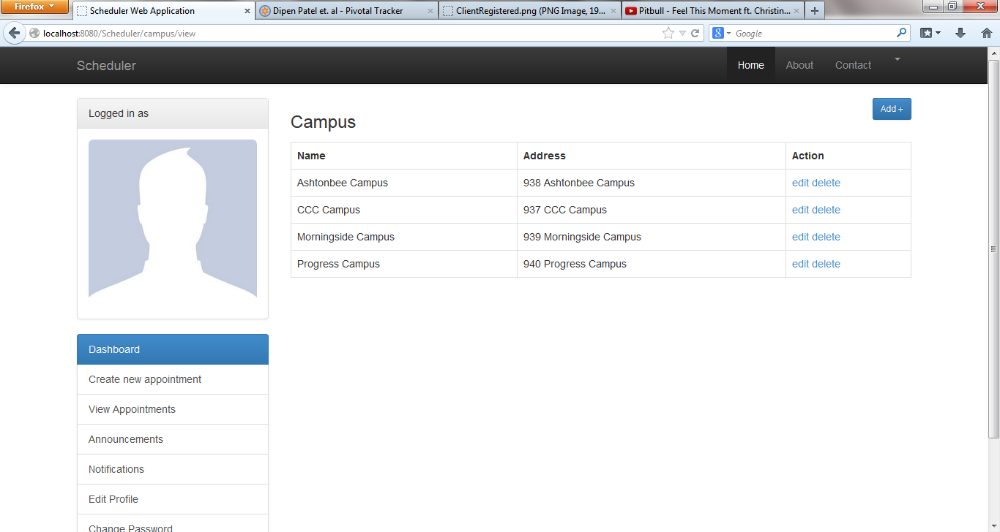 Firefox
Scheduler Web Application
Dipen Patel et. al - Pivotal Tracker
ClientRegistered.png (PNG Image, 19...
Pitbull - Feel This Moment ft. Christin...
localhost:8080/Scheduler/campus/view
Google
Scheduler
Home
About
Contact
Logged in as
Dashboard
Create new appointment
View Appointments
Announcements
Notifications
Edit Profile
Change Password
Add +
Campus
Name Address Action
Ashtonbee Campus 938 Ashtonbee Campus edit delete
CCC Campus 937 CCC Campus edit delete
Morningside Campus 939 Morningside Campus edit delete
Progress Campus 940 Progress Campus edit delete